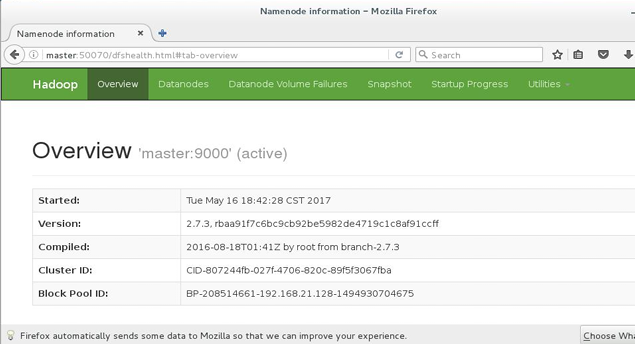 Namenode information - Mozilla Firefox
Namenode information
master:50070/dfshealth.html#tab-overview
Search
Hadoop Overview Datanodes Datanode Volume Failures Snapshot Startup Progress Utilities
Overview 'master:9000' (active)
Started: Tue May 16 18:42:28 CST 2017
Version: 2.7.3, rbaa91f7c6bc9cb92be5982de4719c1c8af91ccff
Compiled: 2016-08-18T01:41Z by root from branch-2.7.3
Cluster ID: CID-807244fb-027f-4706-820c-89f5f3067fba
Block Pool ID: BP-208514661-192.168.21.128-1494930704675
Firefox automatically sends some data to Mozilla so that we can improve your experience. Choose Wha